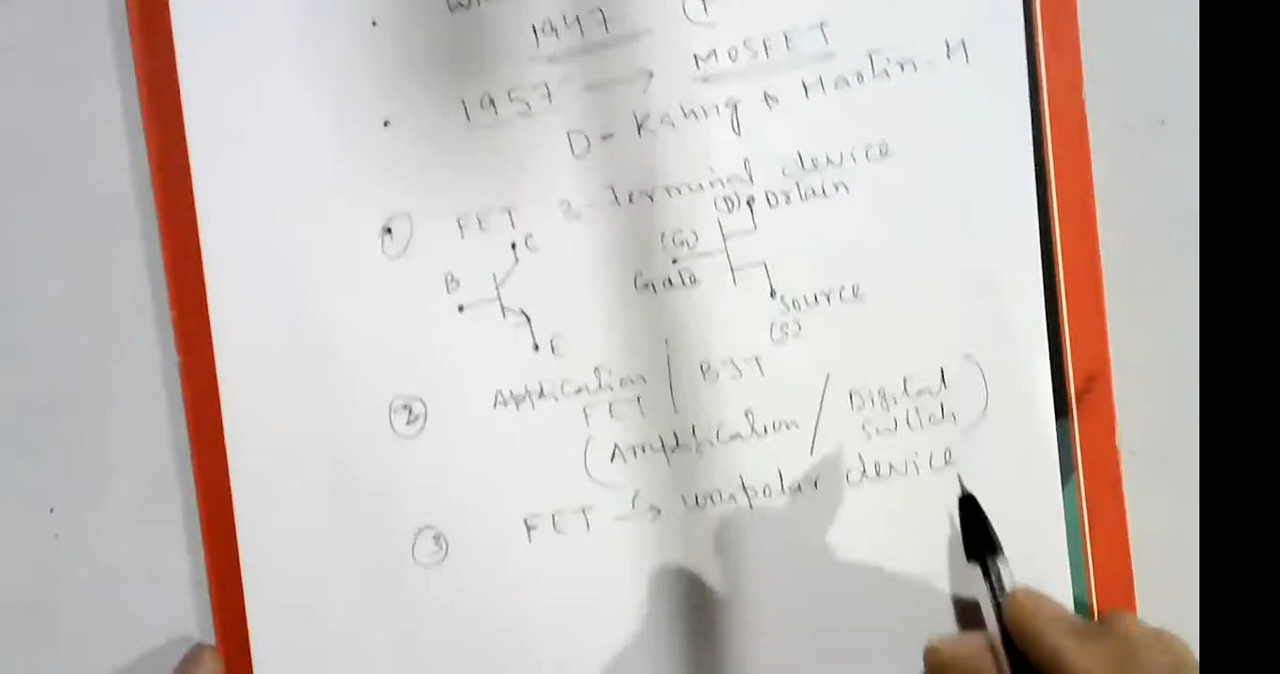 1947
1957 → MOSFET
D- Kahng & Maolin-M
① FET 3-terminal device
B C E
(G) Gate (D) Drain Source (S)
② Application FET / BJT
(Amplification / Digital Switch)
③ FET → unipolar device